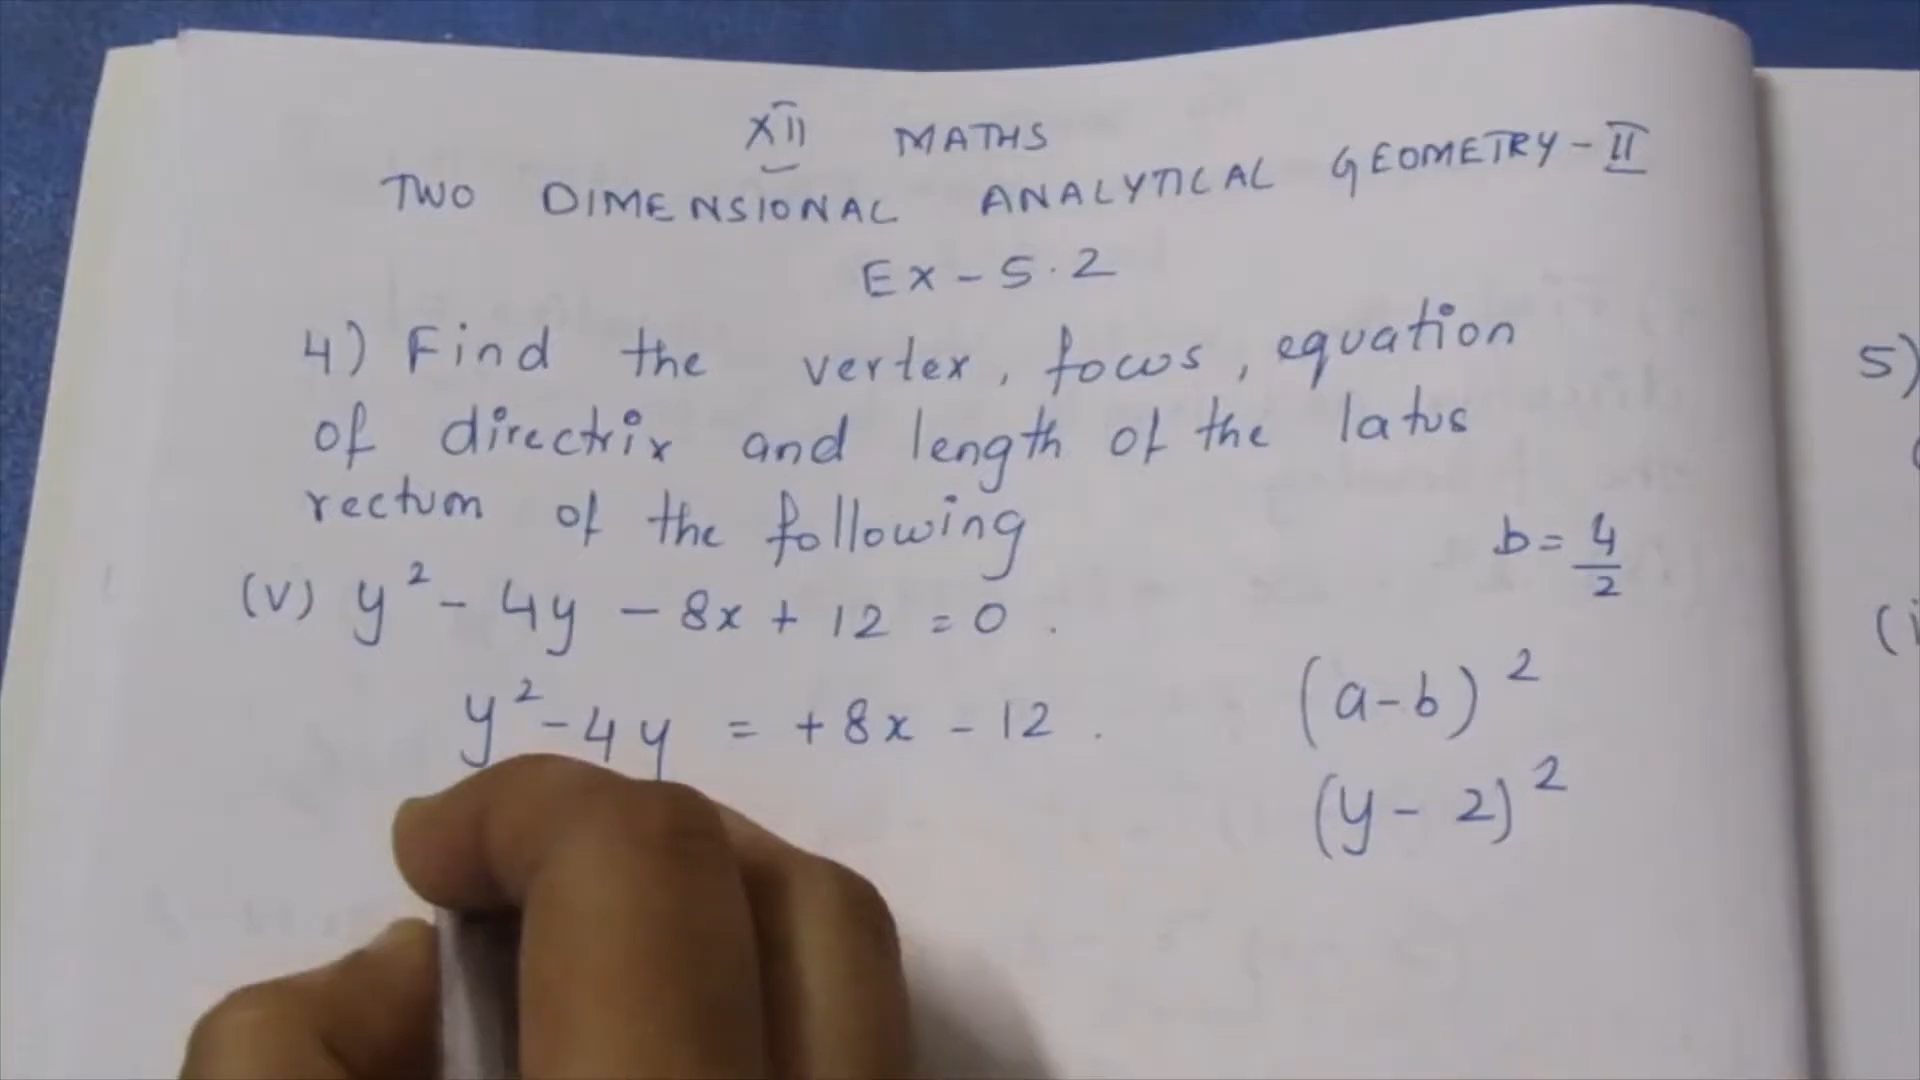 XII MATHS
TWO DIMENSIONAL ANALYTICAL GEOMETRY - II
Ex - 5.2
4) Find the vertex, focus, equation
of directrix and length of the latus
rectum of the following
(v) y² - 4y - 8x + 12 = 0.
y² - 4y = +8x - 12.
b = 4/2
(a-b)²
(y - 2)²
5)
(i